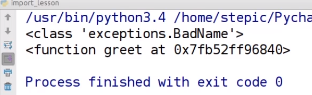 import_lesson
/usr/bin/python3.4 /home/stepic/Pycha
<class 'exceptions.BadName'>
<function greet at 0x7fb52ff96840>
Process finished with exit code 0